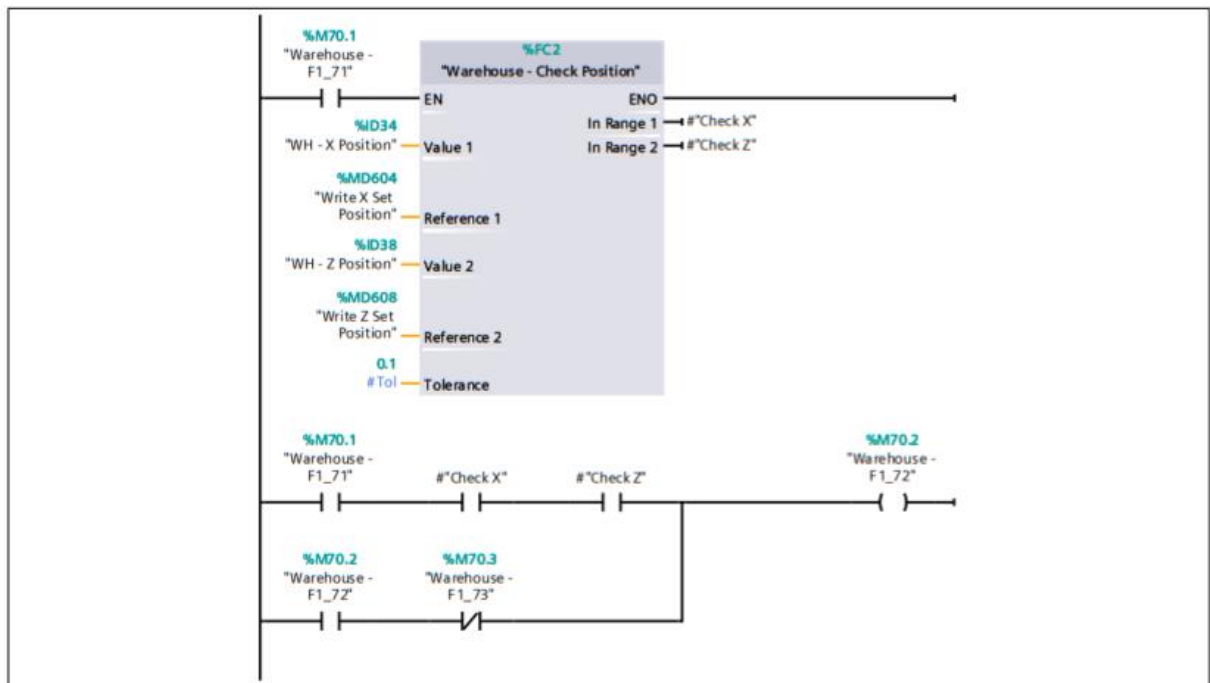 %M70.1
"Warehouse -
F1_71"
%FC2
"Warehouse - Check Position"
EN
ENO
%ID34
"WH - X Position"
Value 1
In Range 1
#"Check X"
In Range 2
#"Check Z"
%MD604
"Write X Set
Position"
Reference 1
%ID38
"WH - Z Position"
Value 2
%MD608
"Write Z Set
Position"
Reference 2
0.1
#Tol
Tolerance
%M70.1
"Warehouse -
F1_71"
#"Check X"
#"Check Z"
%M70.2
"Warehouse -
F1_72"
%M70.2
"Warehouse -
F1_72"
%M70.3
"Warehouse -
F1_73"